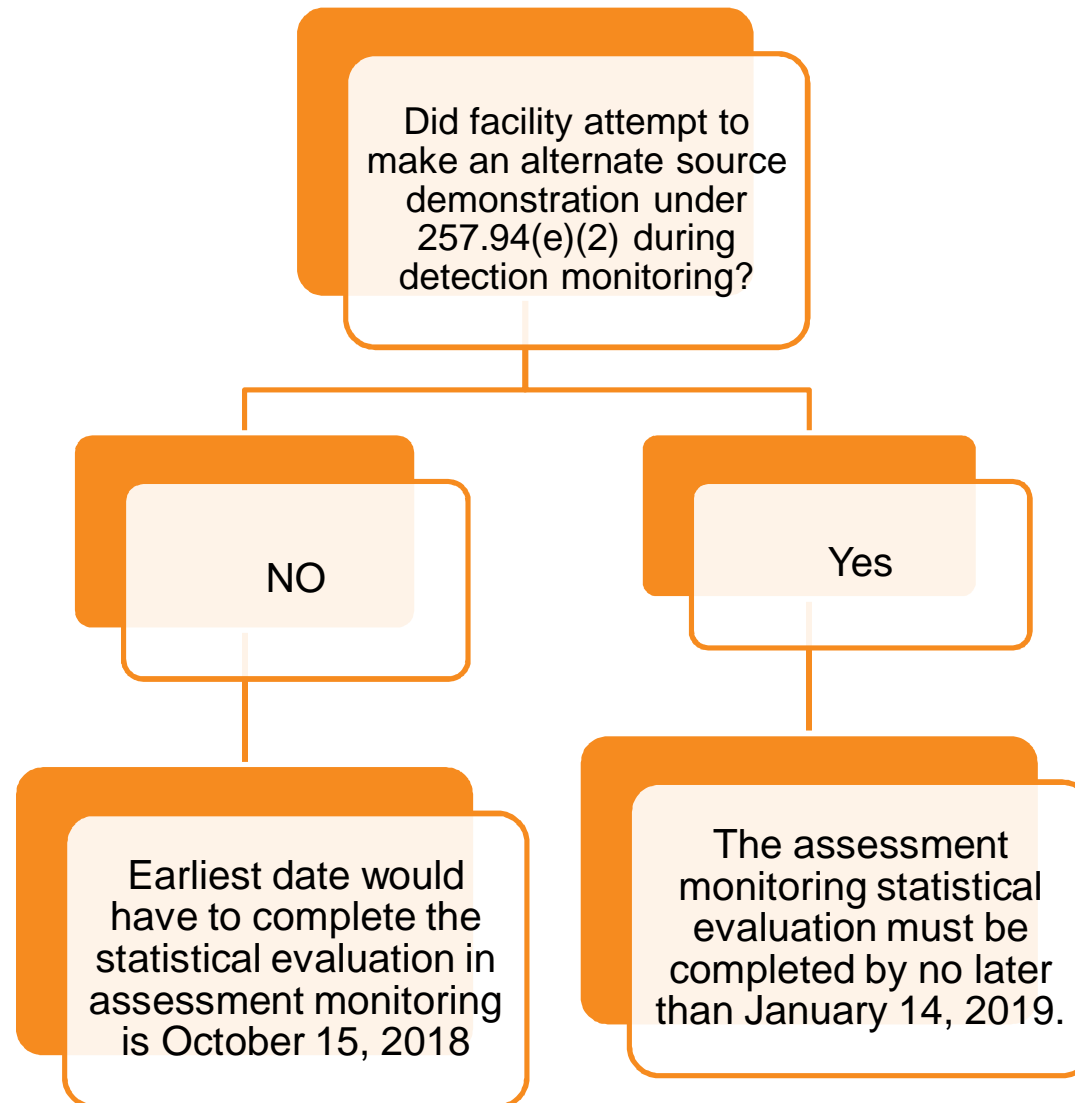 Did facility attempt to
make an alternate source
demonstration under
257.94(e)(2) during
detection monitoring?
NO
Yes
Earliest date would
have to complete the
statistical evaluation in
assessment monitoring
is October 15, 2018
The assessment
monitoring statistical
evaluation must be
completed by no later
than January 14, 2019.